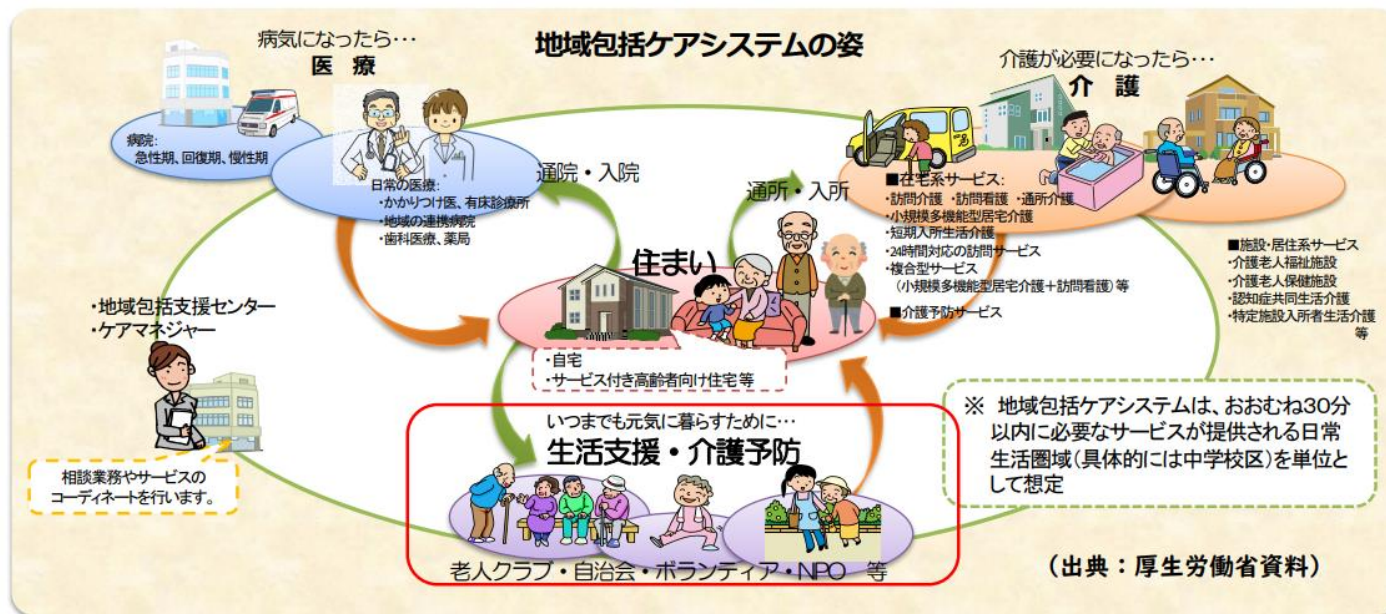 地域包括ケアシステムの姿
病気になったら･･･
医 療
病院:
急性期、回復期、慢性期
日常の医療:
・かかりつけ医、有床診療所
・地域の連携病院
・歯科医療、薬局
通院・入院
通所・入所
介護が必要になったら･･･
介 護
■在宅系サービス:
・訪問介護 ・訪問看護 ・通所介護
・小規模多機能型居宅介護
・短期入所生活介護
・24時間対応の訪問サービス
・複合型サービス
(小規模多機能型居宅介護+訪問看護)等
■介護予防サービス
■施設・居住系サービス
・介護老人福祉施設
・介護老人保健施設
・認知症共同生活介護
・特定施設入所者生活介護
等
住まい
・自宅
・サービス付き高齢者向け住宅 等
・地域包括支援センター
・ケアマネジャー
相談業務やサービスの
コーディネートを行います。
いつまでも元気に暮らすために･･･
生活支援・介護予防
老人クラブ・自治会・ボランティア・NPO 等
※ 地域包括ケアシステムは、おおむね30分
以内に必要なサービスが提供される日常
生活圏域(具体的には中学校区)を単位と
して想定
(出典:厚生労働省資料)